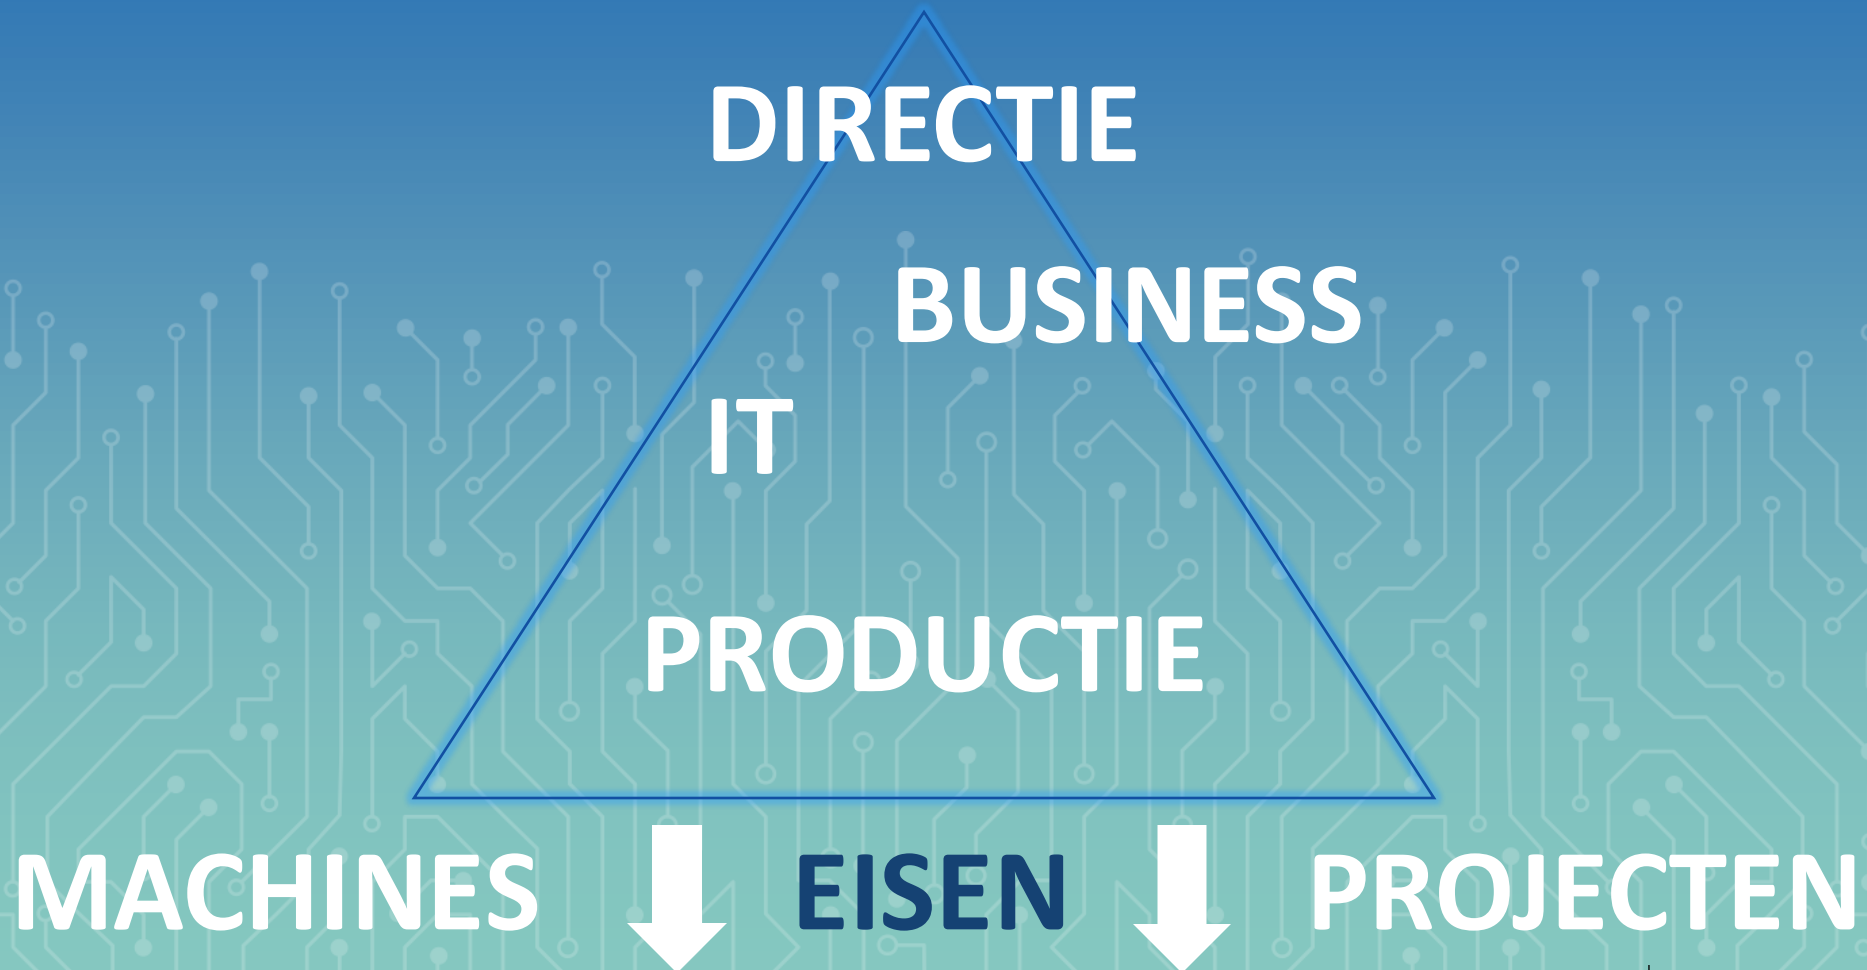 DIRECTIE
BUSINESS
IT
PRODUCTIE
MACHINES EISEN PROJECTEN